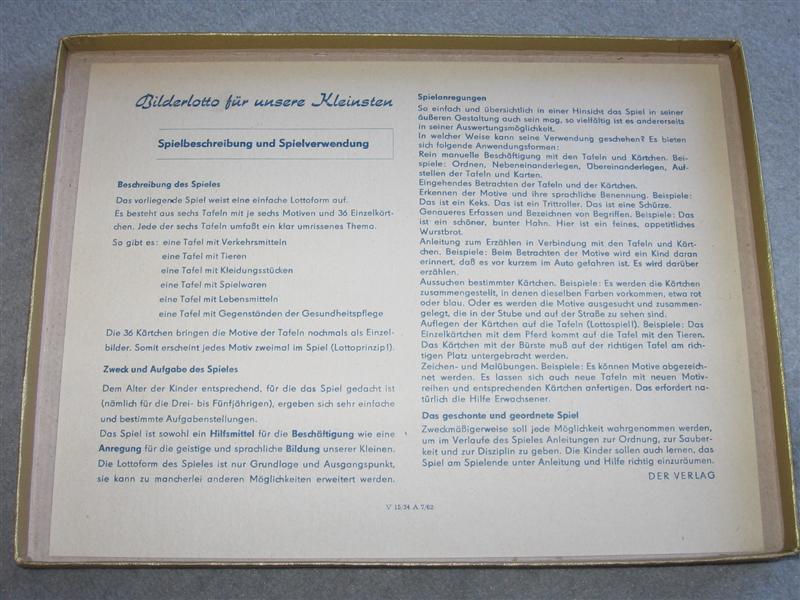 Bilderlotto für unsere Kleinsten
Spielbeschreibung und Spielverwendung
Beschreibung des Spieles
Das vorliegende Spiel weist eine einfache Lottoform auf.
Es besteht aus sechs Tafeln mit je sechs Motiven und 36 Einzelkärt-
chen. Jede der sechs Tafeln umfaßt ein klar umrissenes Thema.
So gibt es: eine Tafel mit Verkehrsmitteln
eine Tafel mit Tieren
eine Tafel mit Kleidungsstücken
eine Tafel mit Spielwaren
eine Tafel mit Lebensmitteln
eine Tafel mit Gegenständen der Gesundheitspflege
Die 36 Kärtchen bringen die Motive der Tafeln nochmals als Einzel-
bilder. Somit erscheint jedes Motiv zweimal im Spiel (Lottoprinzip).
Zweck und Aufgabe des Spieles
Dem Alter der Kinder entsprechend, für die das Spiel gedacht ist
(nämlich für die Drei- bis Fünfjährigen), ergeben sich sehr einfache
und bestimmte Aufgabenstellungen.
Das Spiel ist sowohl ein Hilfsmittel für die Beschäftigung wie eine
Anregung für die geistige und sprachliche Bildung unserer Kleinen.
Die Lottoform des Spieles ist nur Grundlage und Ausgangspunkt,
sie kann zu mancherlei anderen Möglichkeiten erweitert werden.
Spielanregungen
So einfach und übersichtlich in einer Hinsicht das Spiel in seiner
äußeren Gestaltung auch sein mag, so vielfältig ist es andererseits
in seiner Auswertungsmöglichkeit.
In welcher Weise kann seine Verwendung geschehen? Es bieten
sich folgende Anwendungsformen:
Rein manuelle Beschäftigung mit den Tafeln und Kärtchen. Bei-
spiele: Ordnen, Nebeneinanderlegen, Übereinanderlegen, Auf-
stellen der Tafeln und Karten.
Eingehendes Betrachten der Tafeln und der Kärtchen.
Erkennen der Motive und ihre sprachliche Benennung. Beispiele:
Das ist ein Keks. Das ist ein Trittroller. Das ist eine Schürze.
Genaueres Erfassen und Bezeichnen von Begriffen. Beispiele: Das
ist ein schöner, bunter Hahn. Hier ist ein feines, appetitliches
Wurstbrot.
Anleitung zum Erzählen in Verbindung mit den Tafeln und Kärt-
chen. Beispiele: Beim Betrachten der Motive wird ein Kind daran
erinnert, daß es vor kurzem im Auto gefahren ist. Es wird darüber
erzählen.
Aussuchen bestimmter Kärtchen. Beispiele: Es werden die Kärtchen
zusammengestellt, in denen dieselben Farben vorkommen, etwa rot
oder blau. Oder es werden die Motive ausgesucht und zusammen-
gelegt, die in der Stube und auf der Straße zu sehen sind.
Auflegen der Kärtchen auf die Tafeln (Lottospiel). Beispiele: Das
Einzelkärtchen mit dem Pferd kommt auf die Tafel mit den Tieren.
Das Kärtchen mit der Bürste muß auf der richtigen Tafel am rich-
tigen Platz untergebracht werden.
Zeichen- und Malübungen. Beispiele: Es können Motive abgezeich-
net werden. Es lassen sich auch neue Tafeln mit neuen Motiv-
reihen und entsprechenden Kärtchen anfertigen. Das erfordert na-
türlich die Hilfe Erwachsener.
Das geschonte und geordnete Spiel
Zweckmäßigerweise soll jede Möglichkeit wahrgenommen werden,
um im Verlaufe des Spieles Anleitungen zur Ordnung, zur Sauber-
keit und zur Disziplin zu geben. Die Kinder sollen auch lernen, das
Spiel am Spielende unter Anleitung und Hilfe richtig einzuräumen.
DER VERLAG
V 15/34 A 7/62